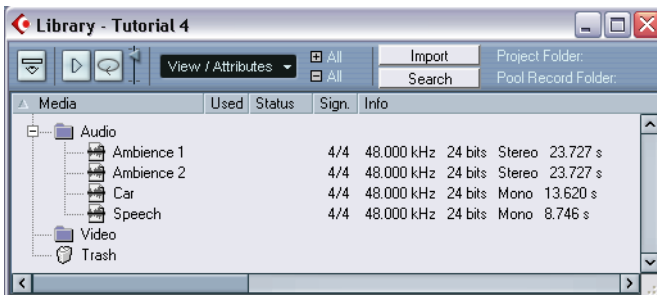 Library - Tutorial 4
View / Attributes
All
All
Import
Search
Project Folder:
Pool Record Folder:
Media Used Status Sign. Info
Audio
Ambience 1 4/4 48.000 kHz 24 bits Stereo 23.727 s
Ambience 2 4/4 48.000 kHz 24 bits Stereo 23.727 s
Car 4/4 48.000 kHz 24 bits Mono 13.620 s
Speech 4/4 48.000 kHz 24 bits Mono 8.746 s
Video
Trash